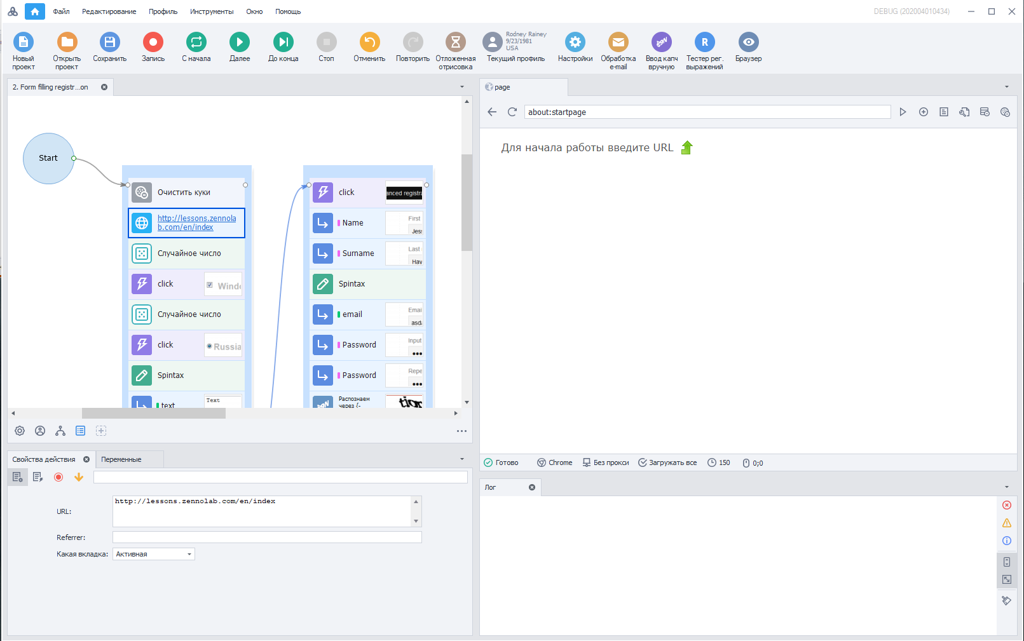 Файл Редактирование Профиль Инструменты Окно Помощь DEBUG (202004010434)
Новый проект
Открыть проект
Сохранить
Запись
С начала
Далее
До конца
Стоп
Отменить
Повторить
Отложенная отрисовка
Rodney Rainey
9/23/1981
USA
Текущий профиль
Настройки
Обработка e-mail
Ввод капч вручную
R
Тестер рег. выражений
Браузер
2. Form filling registr...on
Start
Очистить куки
http://lessons.zennola
b.com/en/index
Случайное число
click Windo
Случайное число
click Russia
Spintax
text Text
click anced registr
Name First
Jes
Surname Last
Hav
Spintax
email Emai
asd
Password Input
●●●
Password Repe
●●●
Распознаем
через (-
Свойства действия Переменные
URL: http://lessons.zennolab.com/en/index
Referrer:
Какая вкладка: Активная
page
about:startpage
Для начала работы введите URL
Готово Chrome Без прокси Загружать все 150 0;0
Лог